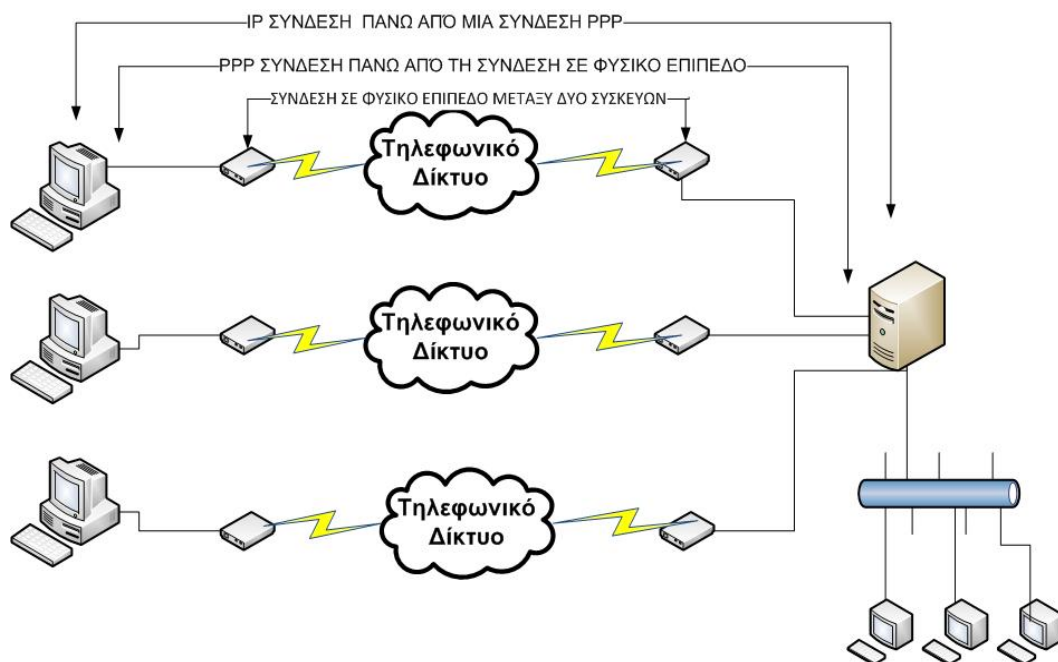 IP ΣΥΝΔΕΣΗ ΠΑΝΩ ΑΠΌ ΜΙΑ ΣΥΝΔΕΣΗ PPP
PPP ΣΥΝΔΕΣΗ ΠΑΝΩ ΑΠΌ ΤΗ ΣΥΝΔΕΣΗ ΣΕ ΦΥΣΙΚΟ ΕΠΙΠΕΔΟ
ΣΥΝΔΕΣΗ ΣΕ ΦΥΣΙΚΟ ΕΠΙΠΕΔΟ ΜΕΤΑΞΥ ΔΥΟ ΣΥΣΚΕΥΩΝ
Τηλεφωνικό
Δίκτυο
Τηλεφωνικό
Δίκτυο
Τηλεφωνικό
Δίκτυο